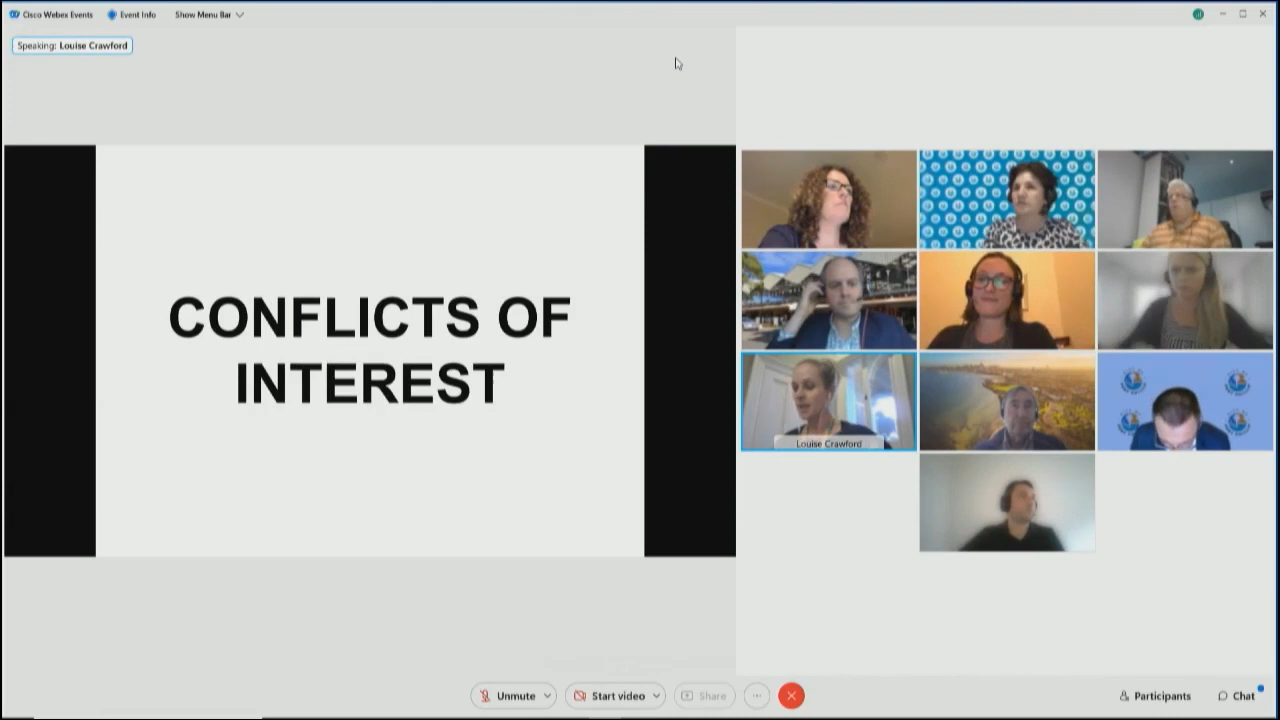 Cisco Webex Events
Event Info
Show Menu Bar
Speaking: Louise Crawford
CONFLICTS OF
INTEREST
Louise Crawford
Unmute
Start video
Share
Participants
Chat